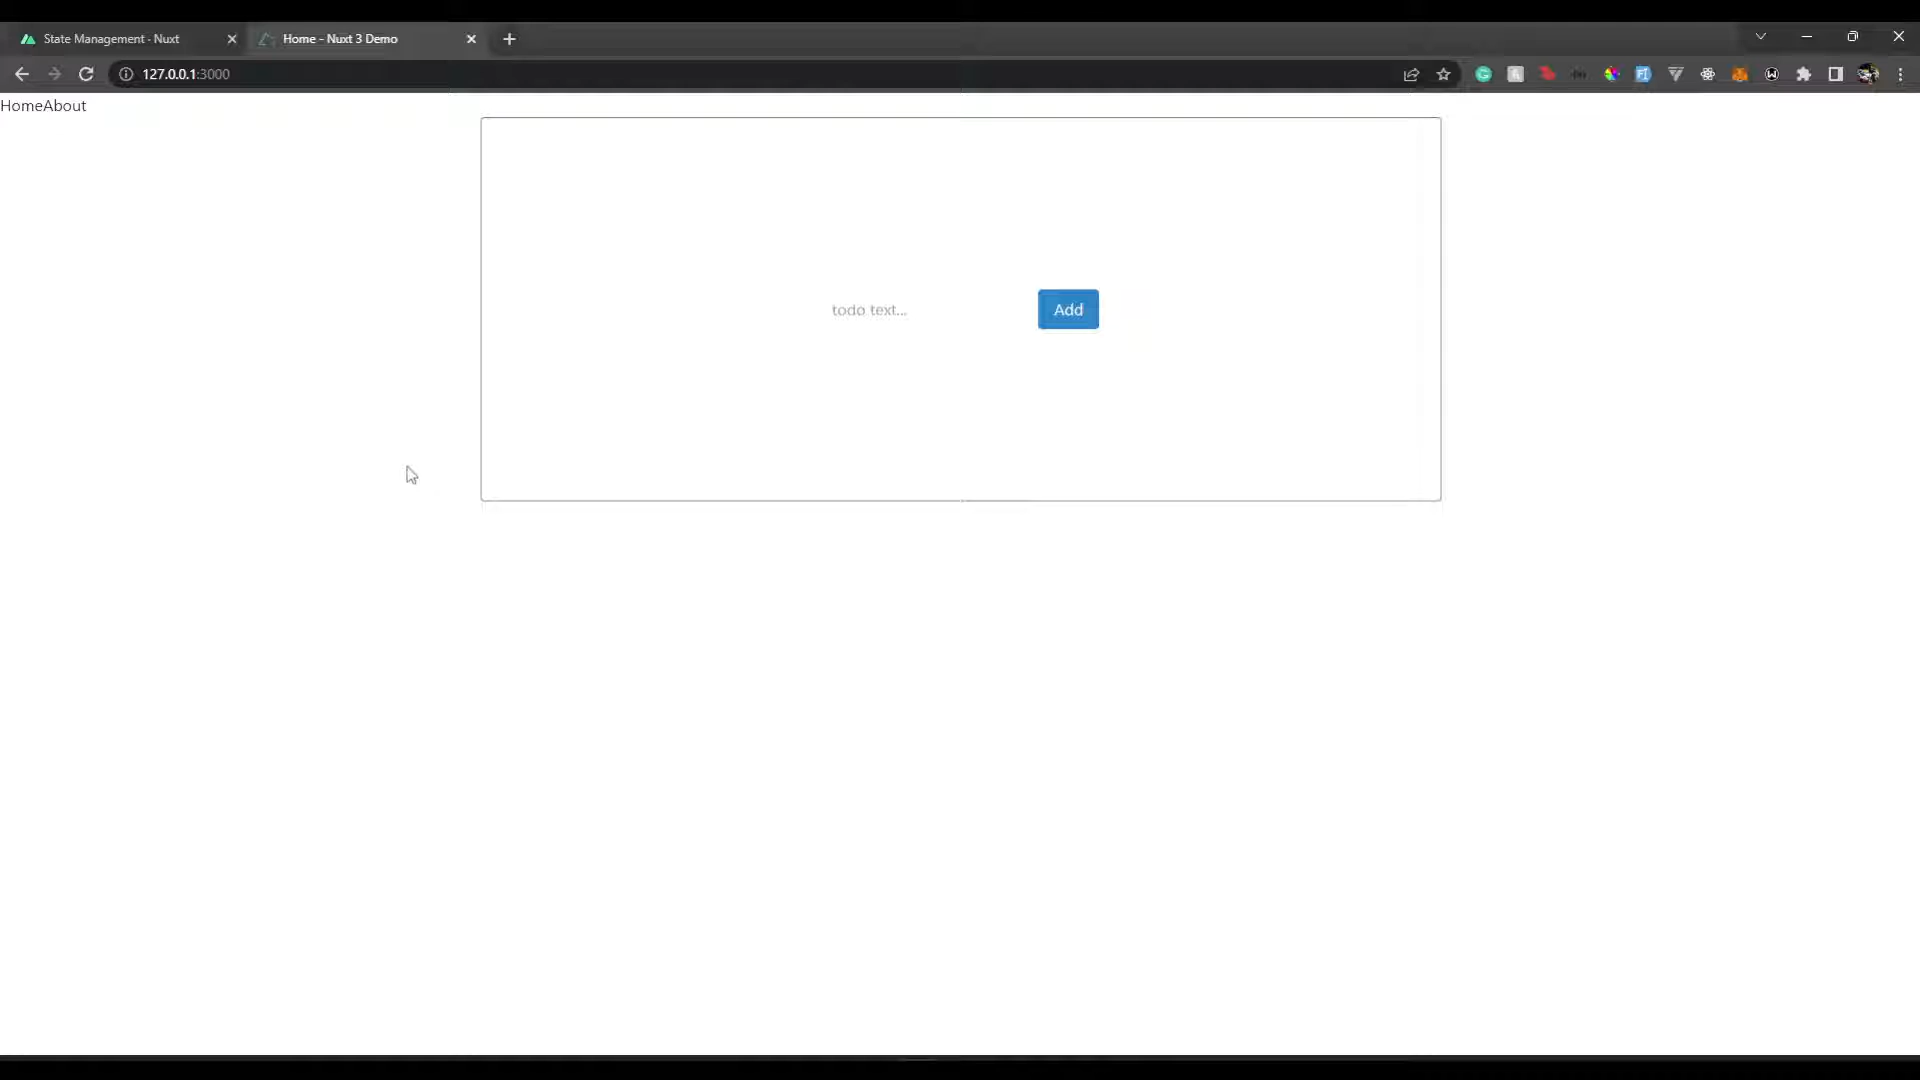 State Management - Nuxt
Home - Nuxt 3 Demo
127.0.0.1:3000
HomeAbout
todo text...
Add